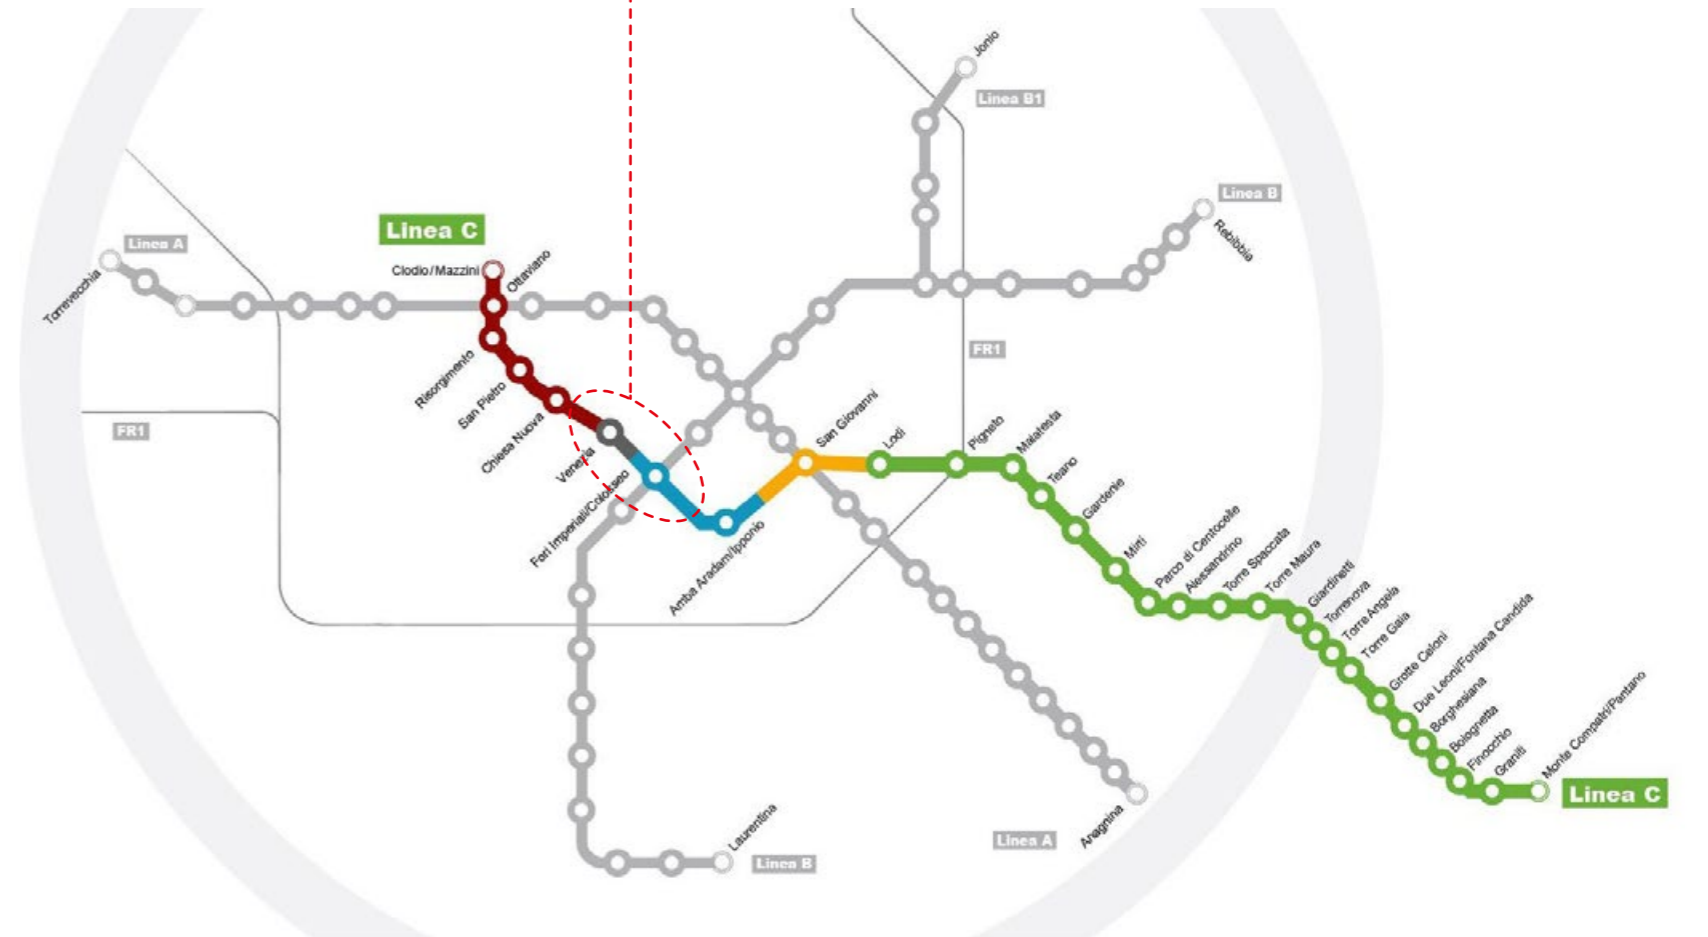 Jonio
Linea B1
Linea B
Rebibbia
Linea A
Torrevecchia
Linea C
Clodio/Mazzini
Ottaviano
Risorgimento
San Pietro
Chiesa Nuova
Venezia
Fori Imperiali/Colosseo
Amba Aradam/Ipponio
San Giovanni
Lodi
Pigneto
Malatesta
Teano
Gardenie
Mirti
Parco di Centocelle
Alessandrino
Torre Spaccata
Torre Maura
Giardinetti
Torrenova
Torre Angela
Torre Gaia
Grotte Celoni
Due Leoni/Fontana Candida
Borghesiana
Bolognetta
Finocchio
Graniti
Monte Compatri/Pantano
Linea C
FR1
FR1
Anagnina
Linea A
Laurentina
Linea B